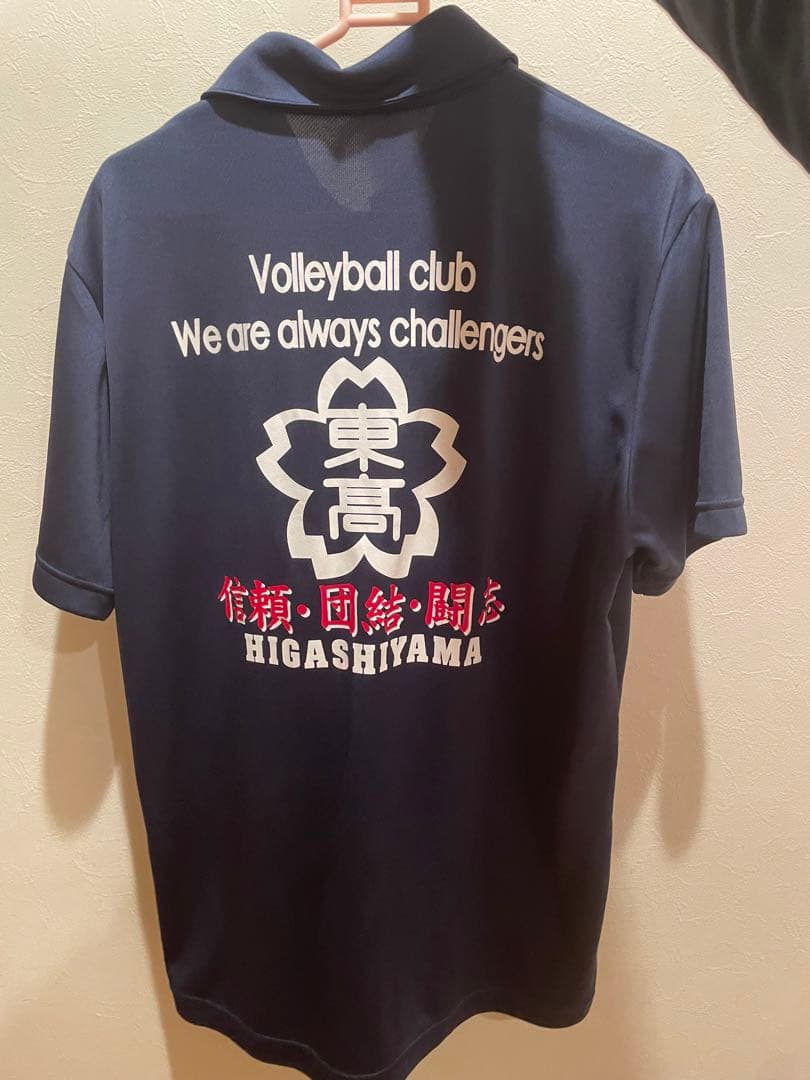 Volleyball club
We are always challengers
東
高
信頼・団結・闘志
HIGASHIYAMA